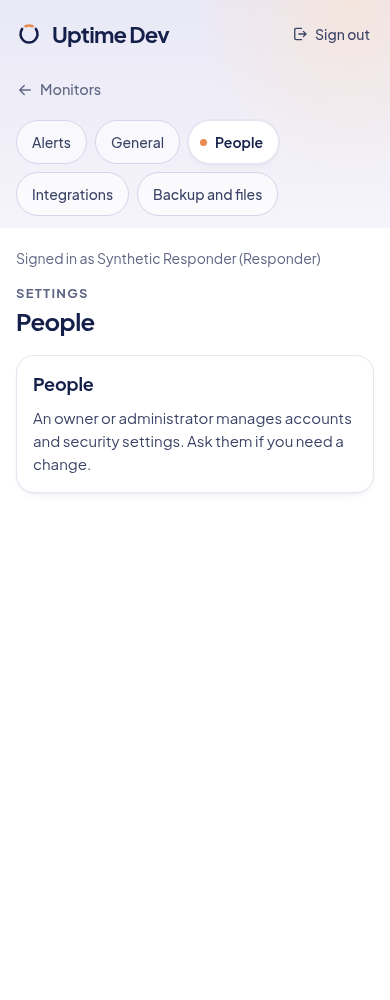 Uptime Dev
Sign out
Monitors
Alerts
General
People
Integrations
Backup and files
Signed in as Synthetic Responder (Responder)
SETTINGS
People
People
An owner or administrator manages accounts
and security settings. Ask them if you need a
change.